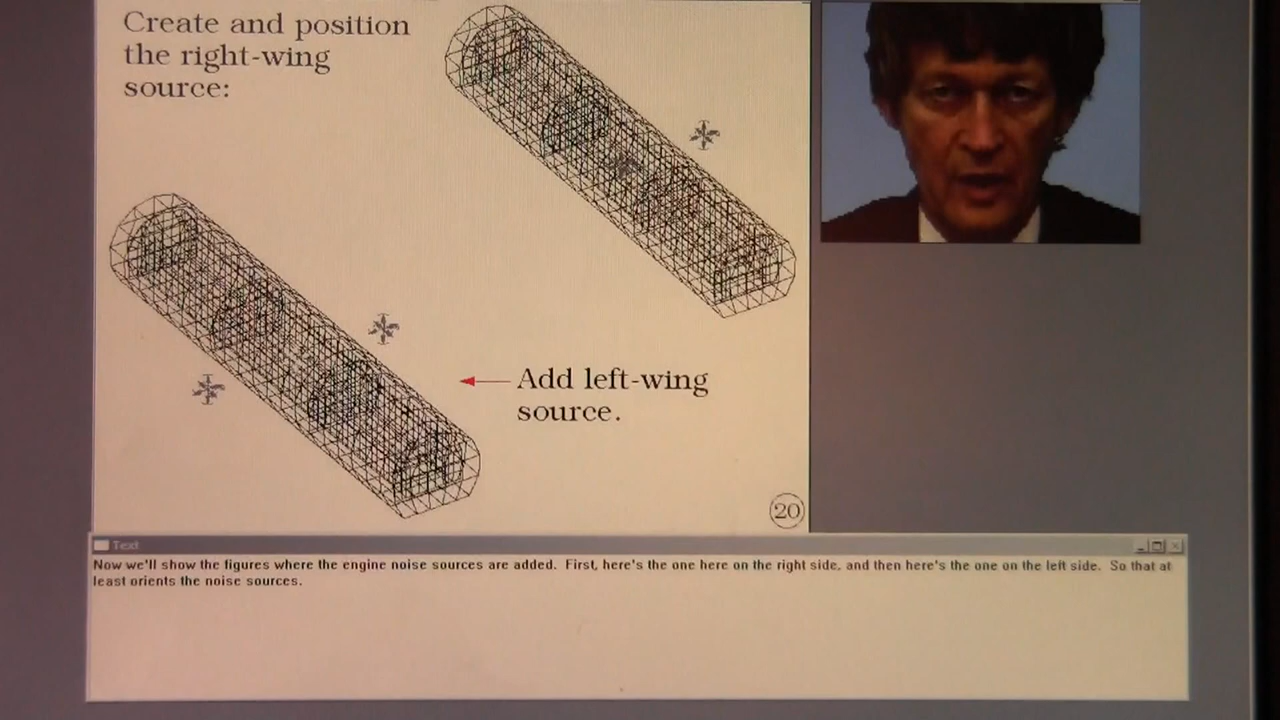 Create and position
the right-wing
source:
Add left-wing
source.
20
Text
Now we'll show the figures where the engine noise sources are added.  First, here's the one here on the right side, and then here's the one on the left side.  So that at
least orients the noise sources.